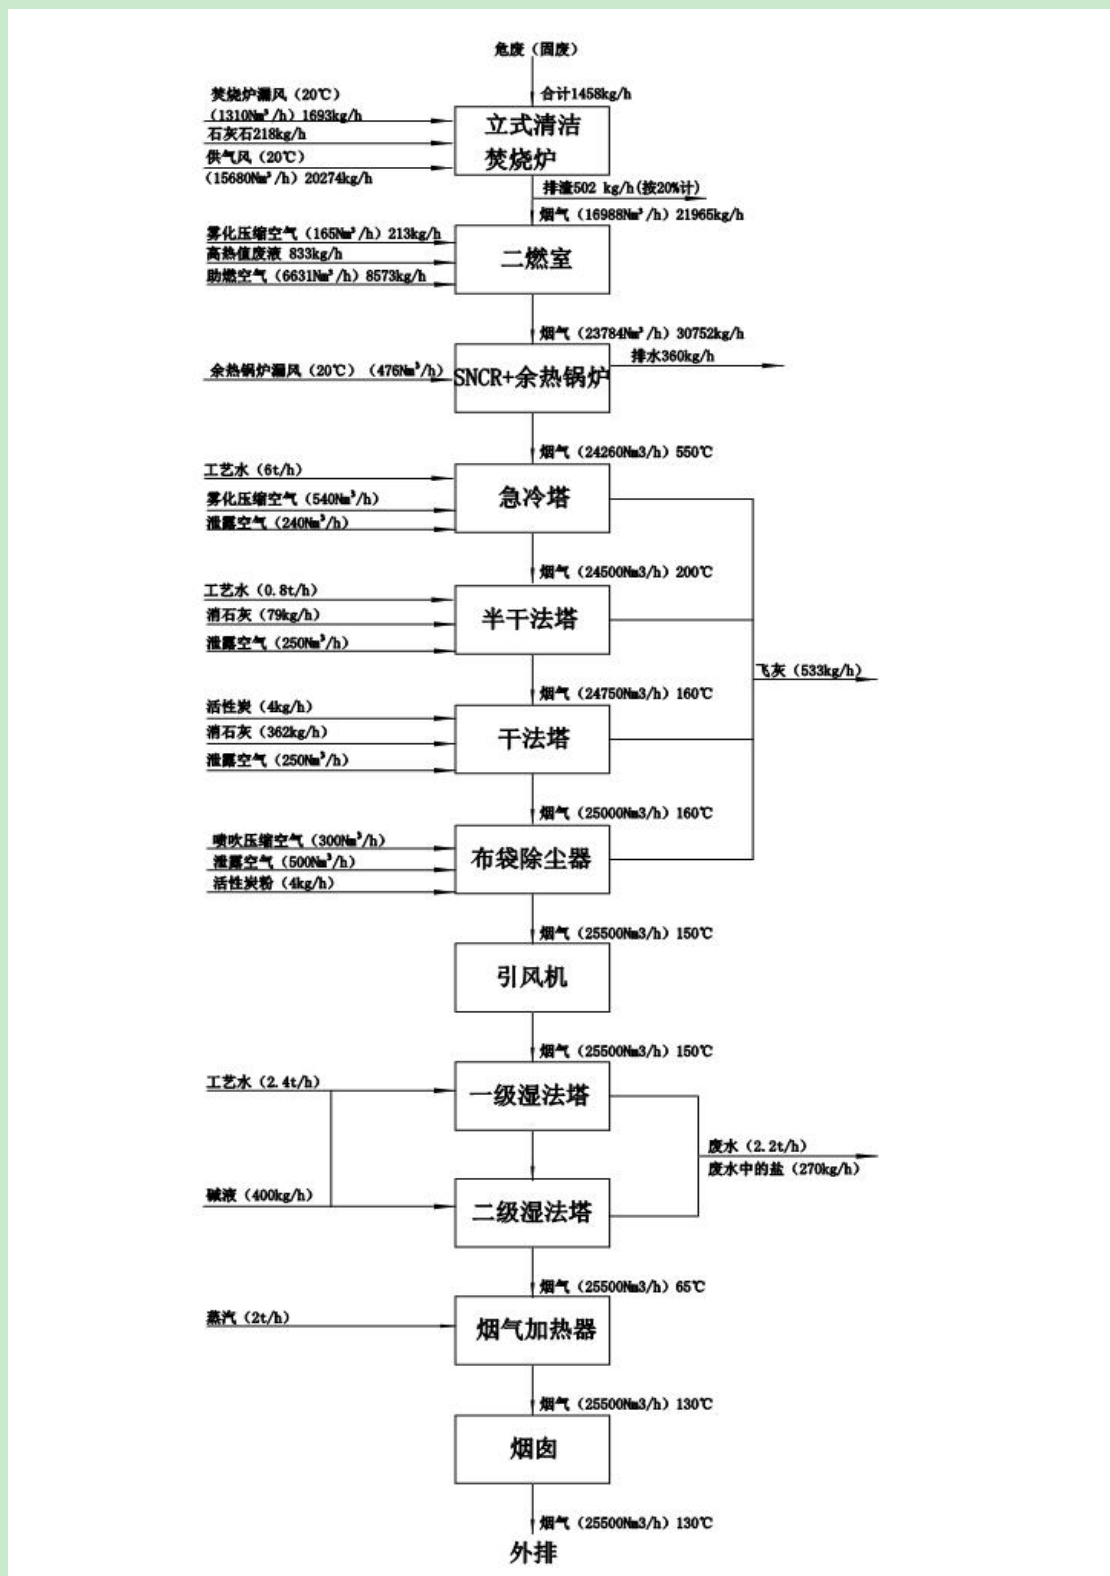 危废（固废）
合计1458kg/h
焚烧炉漏风（20℃）
（1310Nm³/h）1693kg/h
石灰石218kg/h
供气风（20℃）
（15680Nm³/h）20274kg/h
立式清洁
焚烧炉
排渣502 kg/h(按20%计)
烟气（16988Nm³/h）21965kg/h
雾化压缩空气（165Nm³/h）213kg/h
高热值废液 833kg/h
助燃空气（6631Nm³/h）8573kg/h
二燃室
烟气（23784Nm³/h）30752kg/h
排水360kg/h
余热锅炉漏风（20℃）（476Nm³/h）
SNCR+余热锅炉
烟气（24260Nm3/h）550℃
工艺水（6t/h）
雾化压缩空气（540Nm³/h）
泄露空气（240Nm³/h）
急冷塔
烟气（24500Nm3/h）200℃
工艺水（0.8t/h）
消石灰（79kg/h）
泄露空气（250Nm³/h）
半干法塔
飞灰（533kg/h）
烟气（24750Nm3/h）160℃
活性炭（4kg/h）
消石灰（362kg/h）
泄露空气（250Nm³/h）
干法塔
烟气（25000Nm3/h）160℃
喷吹压缩空气（300Nm³/h）
泄露空气（500Nm³/h）
活性炭粉（4kg/h）
布袋除尘器
烟气（25500Nm3/h）150℃
引风机
烟气（25500Nm3/h）150℃
工艺水（2.4t/h）
一级湿法塔
废水（2.2t/h）
废水中的盐（270kg/h）
碱液（400kg/h）
二级湿法塔
烟气（25500Nm3/h）65℃
蒸汽（2t/h）
烟气加热器
烟气（25500Nm3/h）130℃
烟囱
烟气（25500Nm3/h）130℃
外排